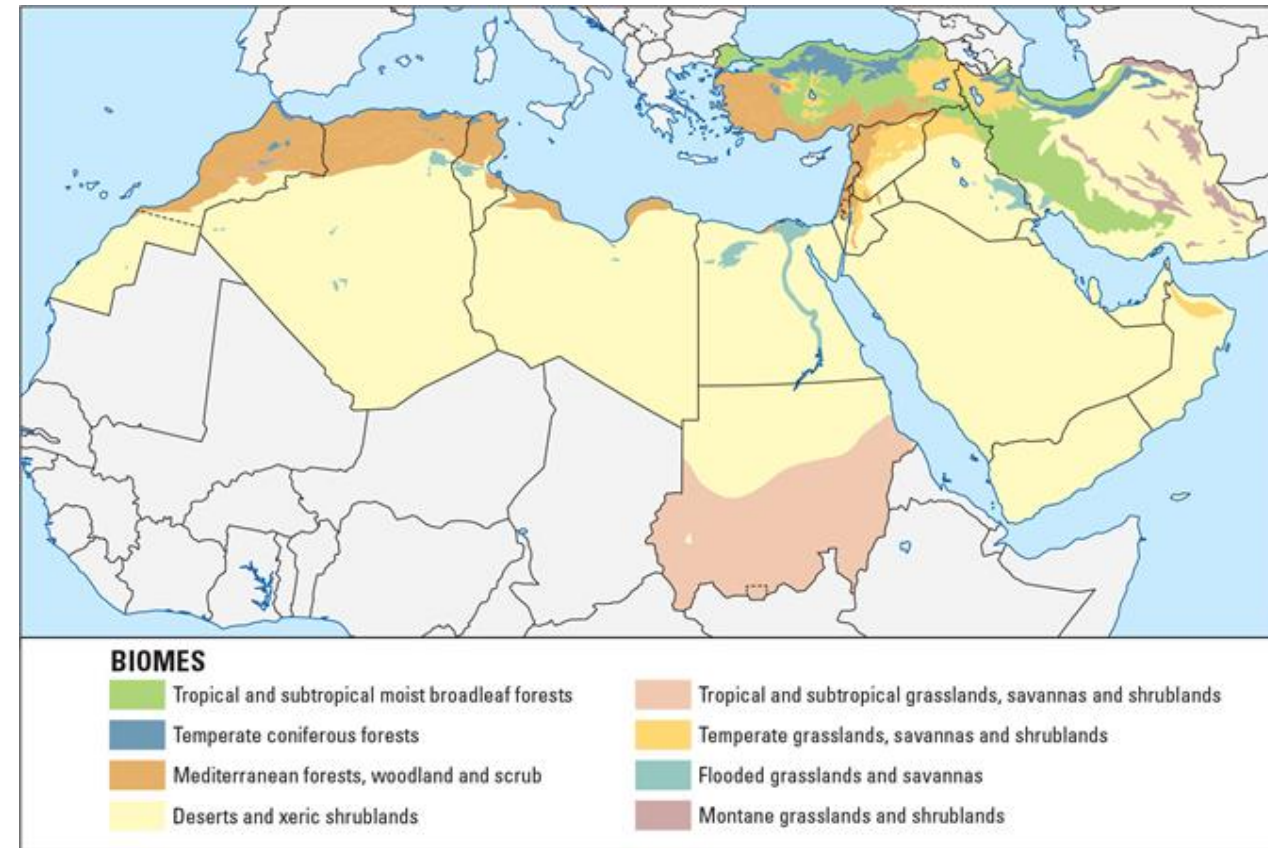 BIOMES
Tropical and subtropical moist broadleaf forests
Temperate coniferous forests
Mediterranean forests, woodland and scrub
Deserts and xeric shrublands
Tropical and subtropical grasslands, savannas and shrublands
Temperate grasslands, savannas and shrublands
Flooded grasslands and savannas
Montane grasslands and shrublands